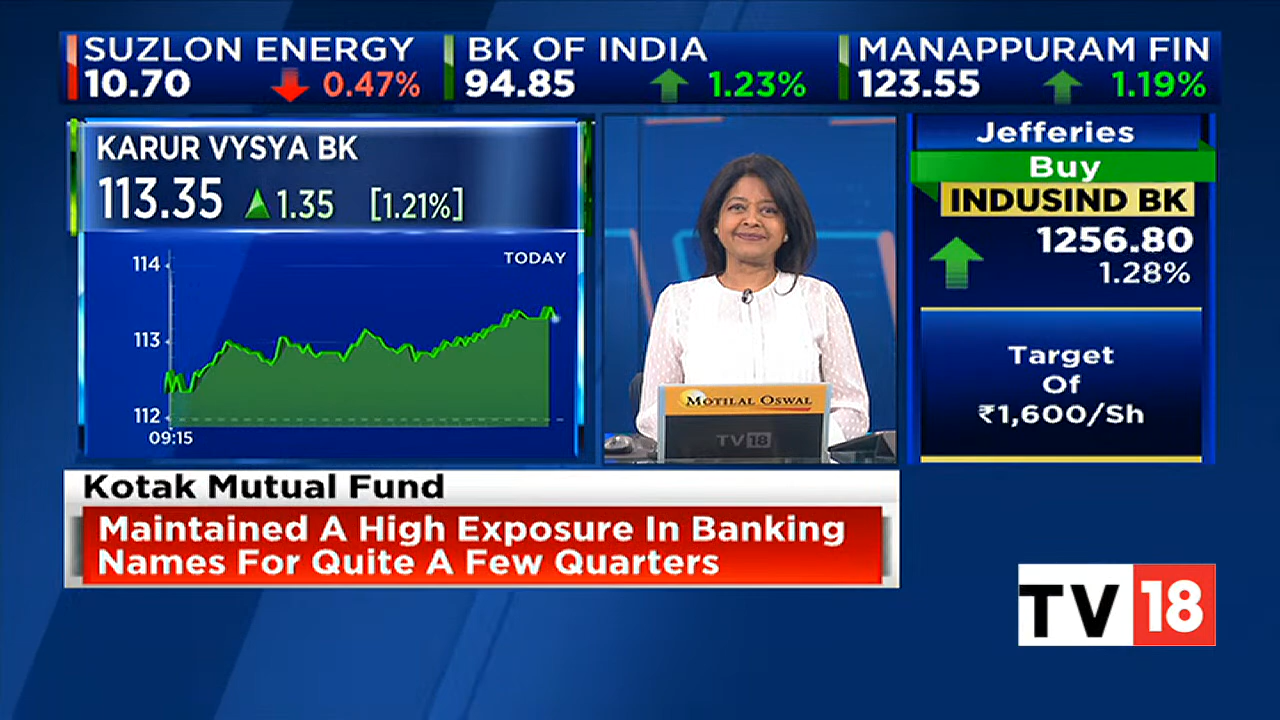 SUZLON ENERGY
10.70 0.47%
BK OF INDIA
94.85 1.23%
MANAPPURAM FIN
123.55 1.19%
KARUR VYSYA BK
113.35 1.35 [1.21%]
TODAY
114
113
112
09:15
MOTILAL OSWAL
TV18
Jefferies
Buy
INDUSIND BK
1256.80
1.28%
Target
Of
₹1,600/Sh
Kotak Mutual Fund
Maintained A High Exposure In Banking
Names For Quite A Few Quarters
TV18